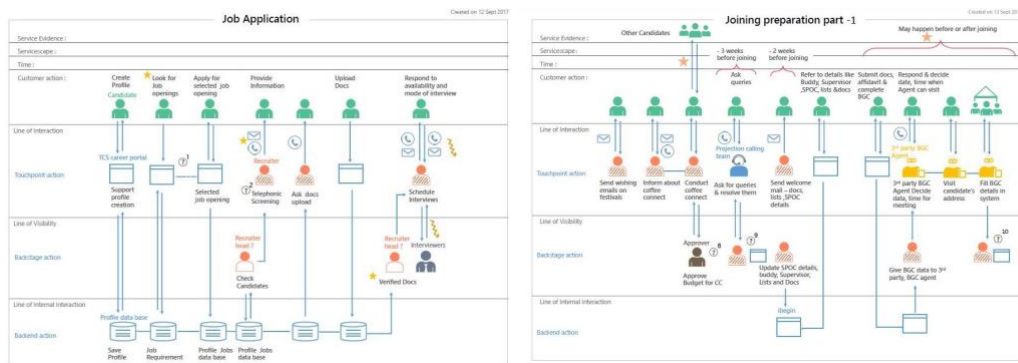 Created on 12 Sept 2017
Job Application
Service Evidence :
Servicescape :
Time :
Customer action :
Create
Profile
Candidate
Look for
Job
openings
Apply for
selected job
opening
Provide
Information
Upload
Docs
Respond to
availability and
mode of interview
Line of Interaction
Touchpoint action
TCS career portal
Support
profile
creation
?1
Selected
job opening
Recruiter
?2
Telephonic
Screening
Ask docs
upload
Schedule
Interviews
Line of Visibility
Backstage action
Recruiter
head ?
Check
Candidates
Recruiter
head ?
Verified Docs
Interviewers
Line of Internal Interaction
Backend action
Profile data base
Save
Profile
Job
Requirement
Profile Jobs
data base
Profile Jobs
data base
Created on 12 Sept 20
Joining preparation part -1
Service Evidence :
Servicescape :
Time :
Customer action :
Other Candidates
- 3 weeks
before joining
Ask
queries
- 2 weeks
before joining
Refer to details like
Buddy, Supervisor
,SPOC, lists &docs
May happen before or after joining
Submit docs,
affidavit &
complete
BGC
Respond & decide
date, time when
Agent can visit
Line of Interaction
Touchpoint action
Send wishing
emails on
festivals
Inform about
coffee
connect
Conduct
coffee
connect
Projection calling
team
Ask for queries
& resolve them
Send welcome
mail – docs,
lists ,SPOC
details
3rd party BGC
Agent
3rd party BGC
Agent Decide
data, time for
meeting
Visit
candidate's
address
Fill BGC
details in
system
Line of Visibility
Backstage action
Approver
?8
Approve
Budget for CC
?9
Update SPOC details,
buddy, Supervisor,
Lists and Docs
Give BGC data to 3rd
party, BGC agent
?10
Line of Internal Interaction
Backend action
ibegin